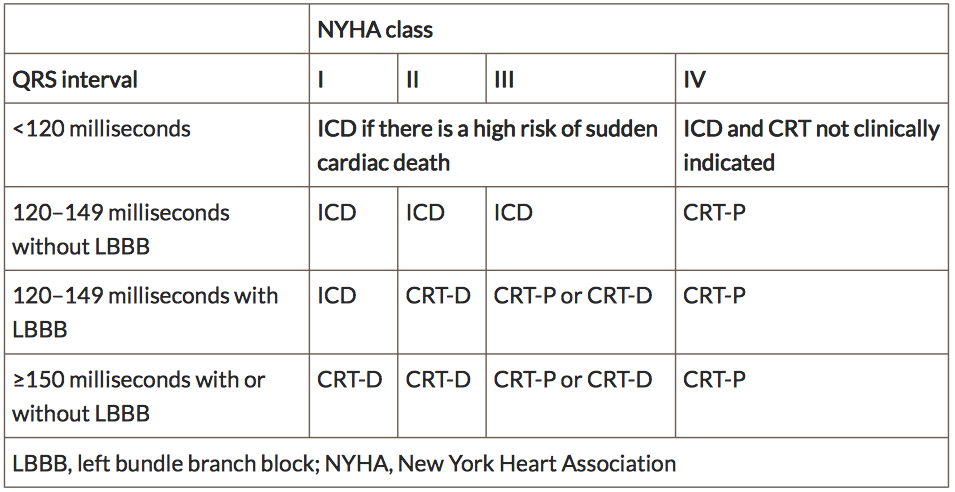 NYHA class
QRS interval I II III IV
<120 milliseconds ICD if there is a high risk of sudden ICD and CRT not clinically
cardiac death indicated
120–149 milliseconds ICD ICD ICD CRT-P
without LBBB
120–149 milliseconds with ICD CRT-D CRT-P or CRT-D CRT-P
LBBB
≥150 milliseconds with or CRT-D CRT-D CRT-P or CRT-D CRT-P
without LBBB
LBBB, left bundle branch block; NYHA, New York Heart Association